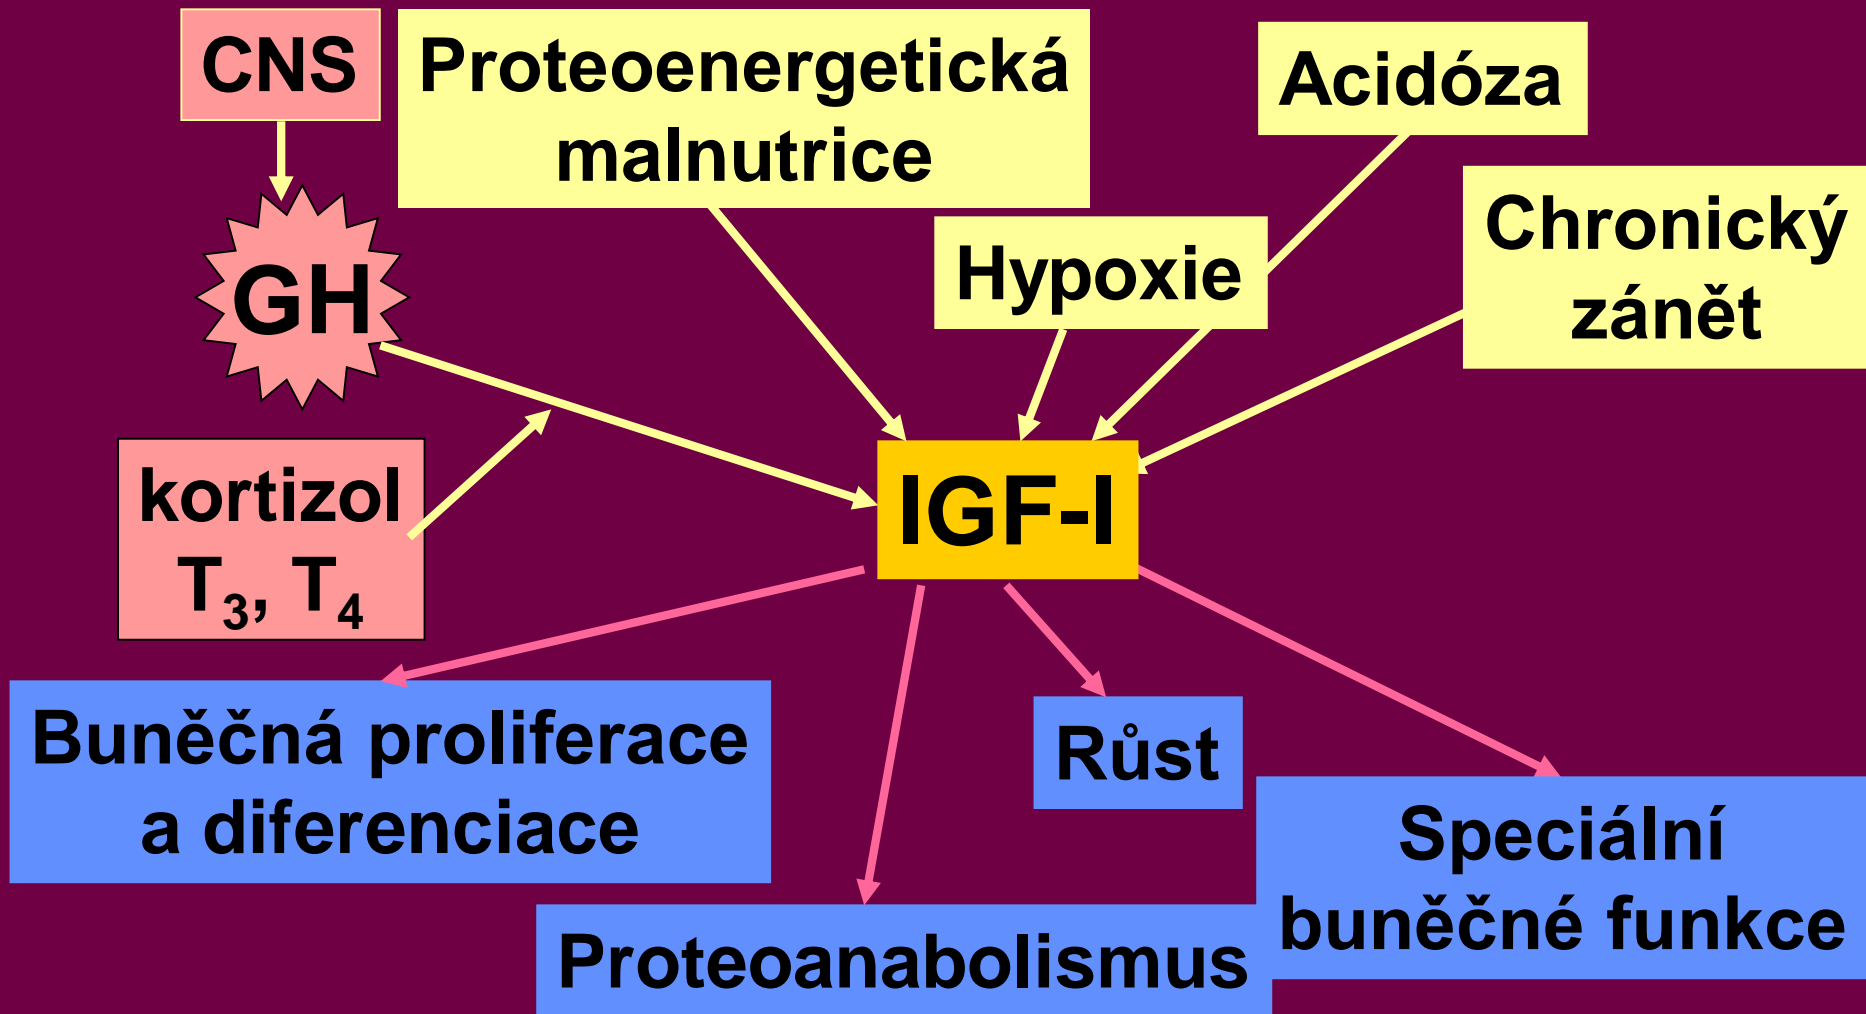 CNS
Proteoenergetická
malnutrice
Acidóza
Chronický
zánět
Hypoxie
GH
kortizol
T₃, T₄
IGF-I
Buněčná proliferace
a diferenciace
Růst
Speciální
buněčné funkce
Proteoanabolismus